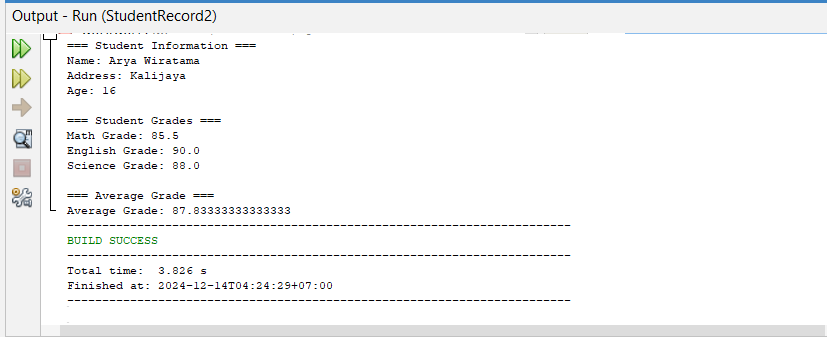 Output - Run (StudentRecord2)
=== Student Information ===
Name: Arya Wiratama
Address: Kalijaya
Age: 16
=== Student Grades ===
Math Grade: 85.5
English Grade: 90.0
Science Grade: 88.0
=== Average Grade ===
Average Grade: 87.83333333333333
------------------------------------------------------------------------
BUILD SUCCESS
------------------------------------------------------------------------
Total time:  3.826 s
Finished at: 2024-12-14T04:24:29+07:00
------------------------------------------------------------------------